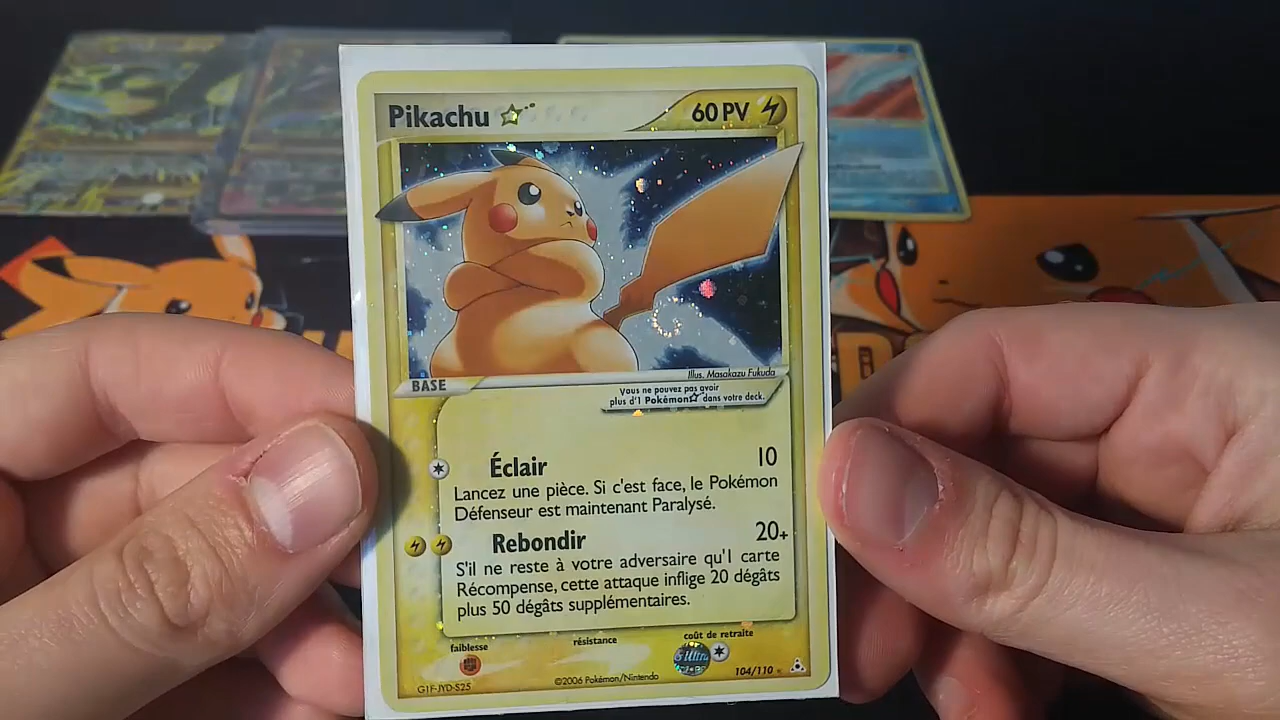 Pikachu ☆
60 PV
Illus. Masakazu Fukuda
BASE
Vous ne pouvez pas avoir
plus d'1 Pokémon☆ dans votre deck.
Éclair 10
Lancez une pièce. Si c'est face, le Pokémon
Défenseur est maintenant Paralysé.
Rebondir 20+
S'il ne reste à votre adversaire qu'1 carte
Récompense, cette attaque inflige 20 dégâts
plus 50 dégâts supplémentaires.
faiblesse résistance coût de retraite
G1F-JYD-S25
©2006 Pokémon/Nintendo
104/110 ★